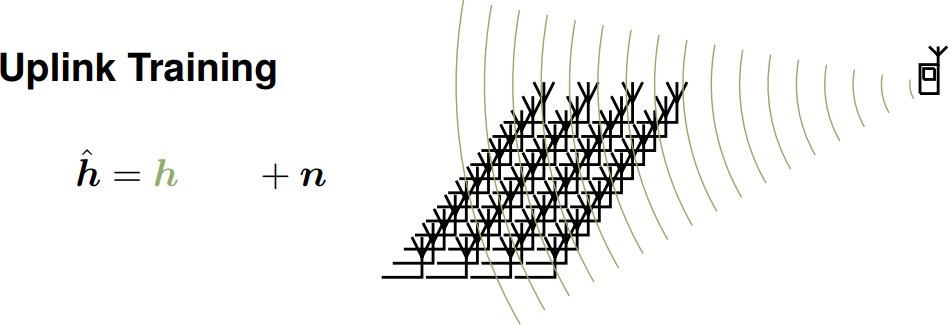 Uplink Training
ĥ = h + n